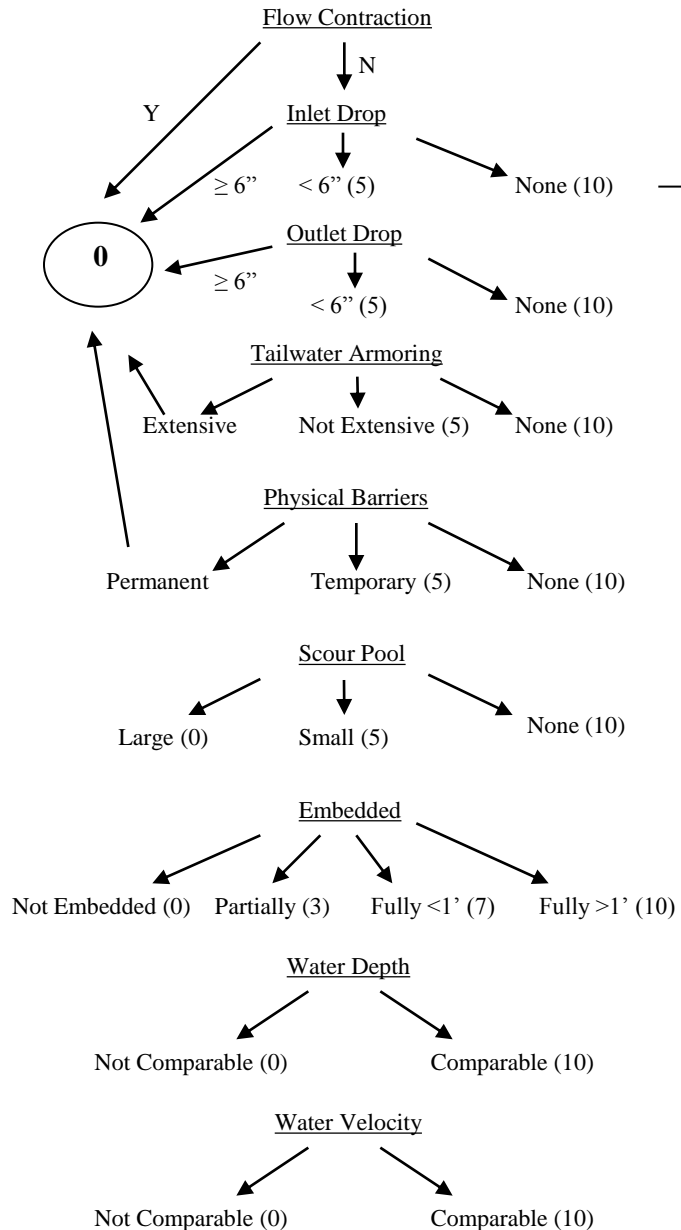 Flow Contraction
N
Y
Inlet Drop
≥ 6” < 6” (5) None (10)
Outlet Drop
0
≥ 6”
< 6” (5) None (10)
Tailwater Armoring
Extensive Not Extensive (5) None (10)
Physical Barriers
Permanent Temporary (5) None (10)
Scour Pool
Large (0) Small (5) None (10)
Embedded
Not Embedded (0) Partially (3) Fully <1’ (7) Fully >1’ (10)
Water Depth
Not Comparable (0) Comparable (10)
Water Velocity
Not Comparable (0) Comparable (10)